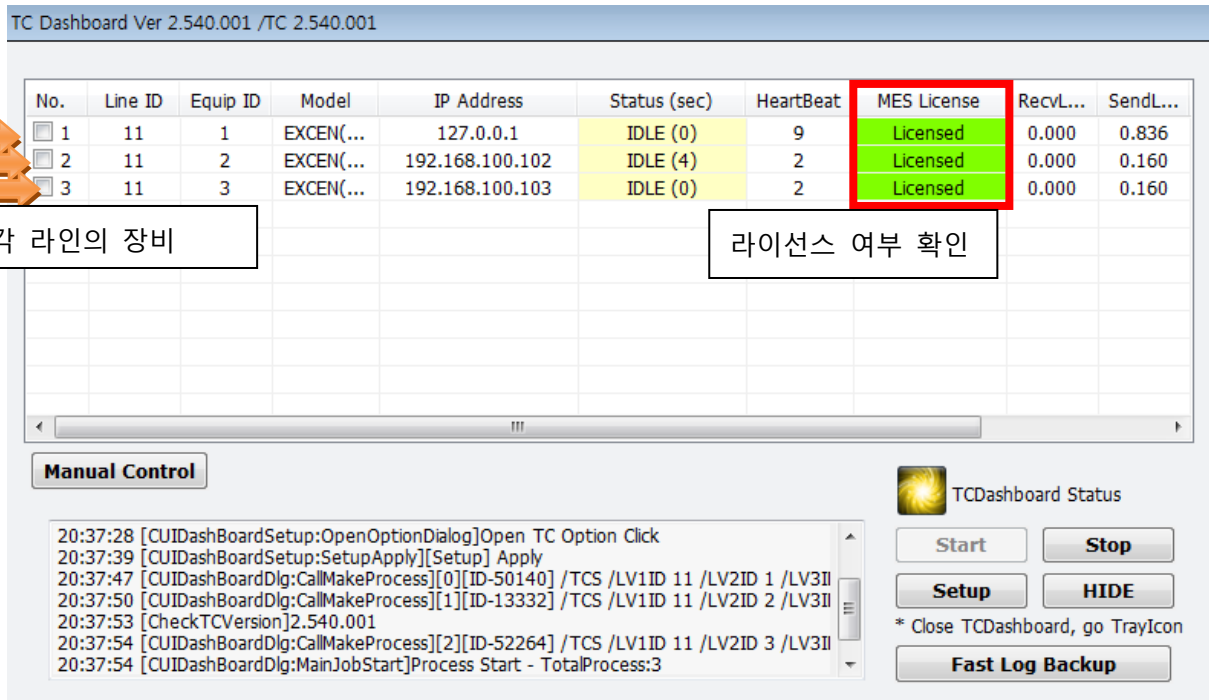 TC Dashboard Ver 2.540.001 /TC 2.540.001
No. Line ID Equip ID Model IP Address Status (sec) HeartBeat MES License RecvL... SendL...
1 11 1 EXCEN(... 127.0.0.1 IDLE (0) 9 Licensed 0.000 0.836
2 11 2 EXCEN(... 192.168.100.102 IDLE (4) 2 Licensed 0.000 0.160
3 11 3 EXCEN(... 192.168.100.103 IDLE (0) 2 Licensed 0.000 0.160
각 라인의 장비
라이선스 여부 확인
Manual Control
TCDashboard Status
20:37:28 [CUIDashBoardSetup:OpenOptionDialog]Open TC Option Click
20:37:39 [CUIDashBoardSetup:SetupApply][Setup] Apply
20:37:47 [CUIDashBoardDlg:CallMakeProcess][0][ID-50140] /TCS /LV1ID 11 /LV2ID 1 /LV3I
20:37:50 [CUIDashBoardDlg:CallMakeProcess][1][ID-13332] /TCS /LV1ID 11 /LV2ID 2 /LV3I
20:37:53 [CheckTCVersion]2.540.001
20:37:54 [CUIDashBoardDlg:CallMakeProcess][2][ID-52264] /TCS /LV1ID 11 /LV2ID 3 /LV3I
20:37:54 [CUIDashBoardDlg:MainJobStart]Process Start - TotalProcess:3
Start Stop
Setup HIDE
* Close TCDashboard, go TrayIcon
Fast Log Backup